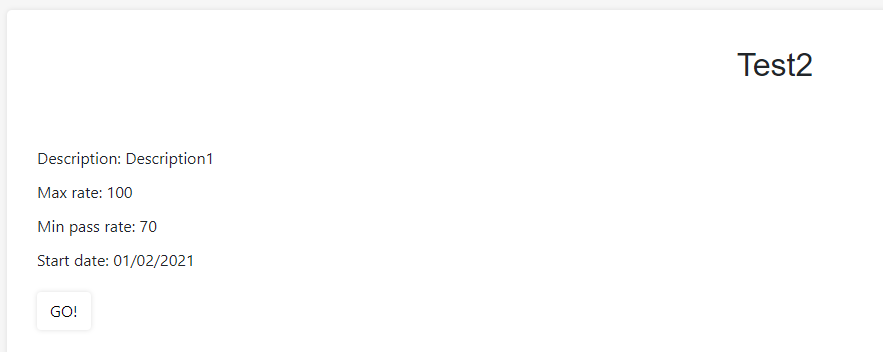 Test2
Description: Description1
Max rate: 100
Min pass rate: 70
Start date: 01/02/2021
GO!